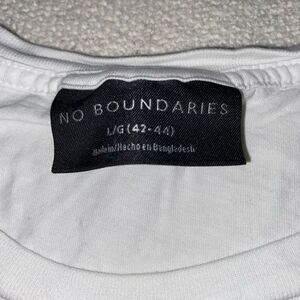 NO BOUNDARIES
L/G (42-44)
Made in/Hecho en Bangladesh